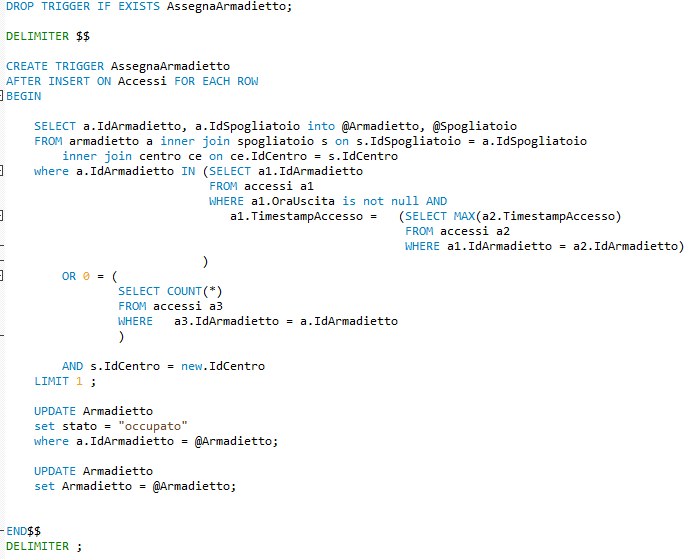 DROP TRIGGER IF EXISTS AssegnaArmadietto;
DELIMITER $$
CREATE TRIGGER AssegnaArmadietto
AFTER INSERT ON Accessi FOR EACH ROW
BEGIN
SELECT a.IdArmadietto, a.IdSpogliatoio into @Armadietto, @Spogliatoio
FROM armadietto a inner join spogliatoio s on s.IdSpogliatoio = a.IdSpogliatoio
inner join centro ce on ce.IdCentro = s.IdCentro
where a.IdArmadietto IN (SELECT a1.IdArmadietto
FROM accessi a1
WHERE a1.OraUscita is not null AND
a1.TimestampAccesso = (SELECT MAX(a2.TimestampAccesso)
FROM accessi a2
WHERE a1.IdArmadietto = a2.IdArmadietto)
)
OR 0 = (
SELECT COUNT(*)
FROM accessi a3
WHERE a3.IdArmadietto = a.IdArmadietto
)
AND s.IdCentro = new.IdCentro
LIMIT 1 ;
UPDATE Armadietto
set stato = "occupato"
where a.IdArmadietto = @Armadietto;
UPDATE Armadietto
set Armadietto = @Armadietto;
END$$
DELIMITER ;